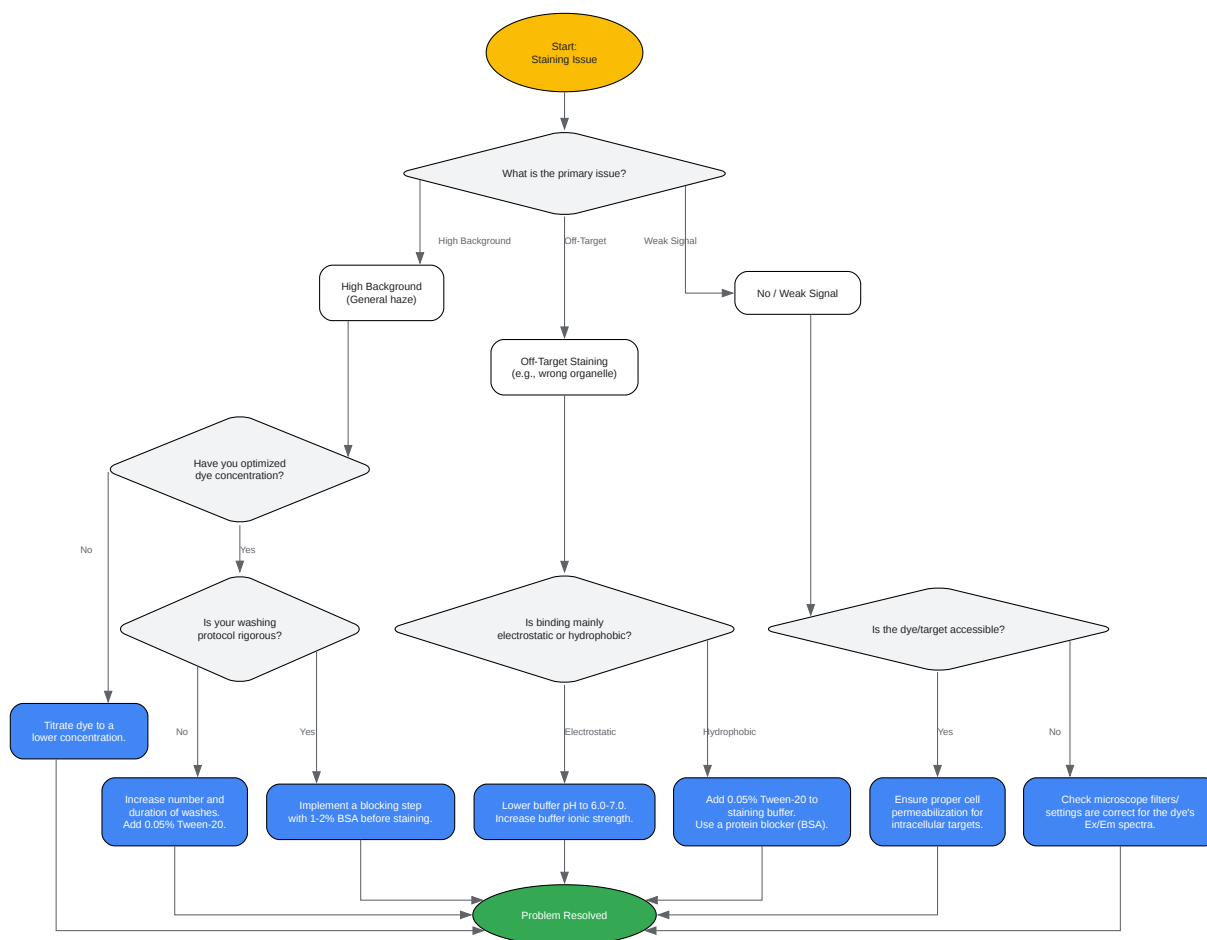 Start:
Staining Issue
What is the primary issue?
High Background
Off-Target
Weak Signal
High Background
(General haze)
No / Weak Signal
Off-Target Staining
(e.g., wrong organelle)
Have you optimized
dye concentration?
No
Yes
Is your washing
protocol rigorous?
Is binding mainly
electrostatic or hydrophobic?
Is the dye/target accessible?
Titrate dye to a
lower concentration.
No
Yes
Electrostatic
Hydrophobic
Yes
No
Increase number and
duration of washes.
Add 0.05% Tween-20.
Implement a blocking step
with 1-2% BSA before staining.
Lower buffer pH to 6.0-7.0.
Increase buffer ionic strength.
Add 0.05% Tween-20 to
staining buffer.
Use a protein blocker (BSA).
Ensure proper cell
permeabilization for
intracellular targets.
Check microscope filters/
settings are correct for the dye's
Ex/Em spectra.
Problem Resolved